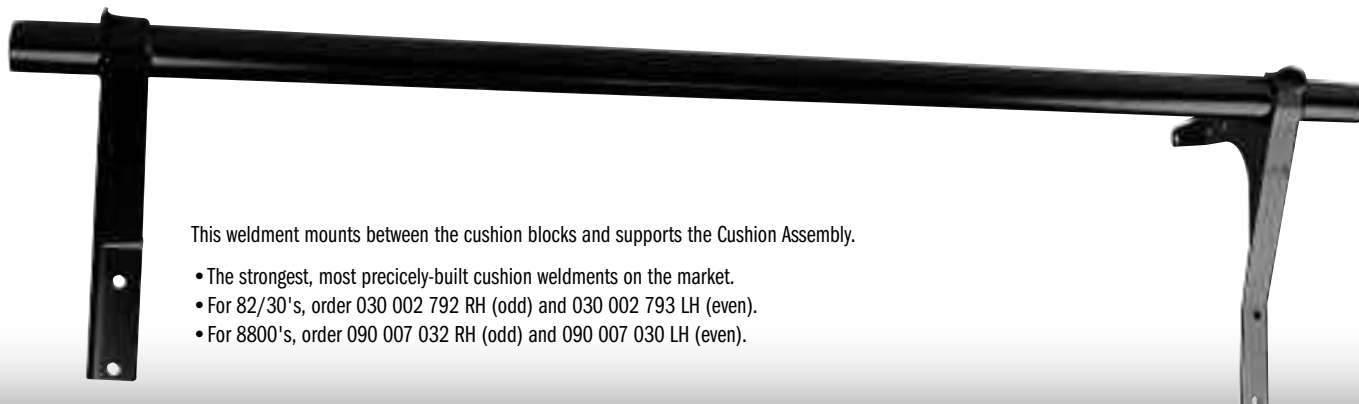 This weldment mounts between the cushion blocks and supports the Cushion Assembly.
• The strongest, most precicely-built cushion weldments on the market.
• For 82/30's, order 030 002 792 RH (odd) and 030 002 793 LH (even).
• For 8800's, order 090 007 032 RH (odd) and 090 007 030 LH (even).